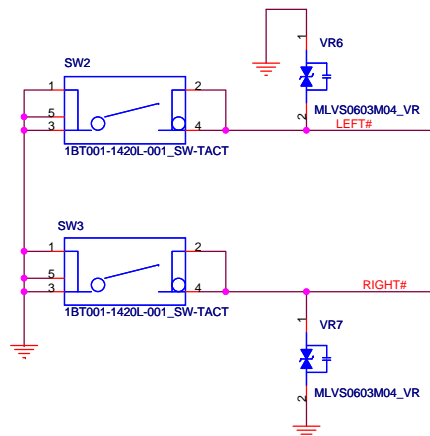 1
VR6
SW2
1
2
5
3
4
2
MLVS0603M04_VR
LEFT#
1BT001-1420L-001_SW-TACT
SW3
1
2
5
3
4
RIGHT#
1BT001-1420L-001_SW-TACT
1
VR7
2
MLVS0603M04_VR